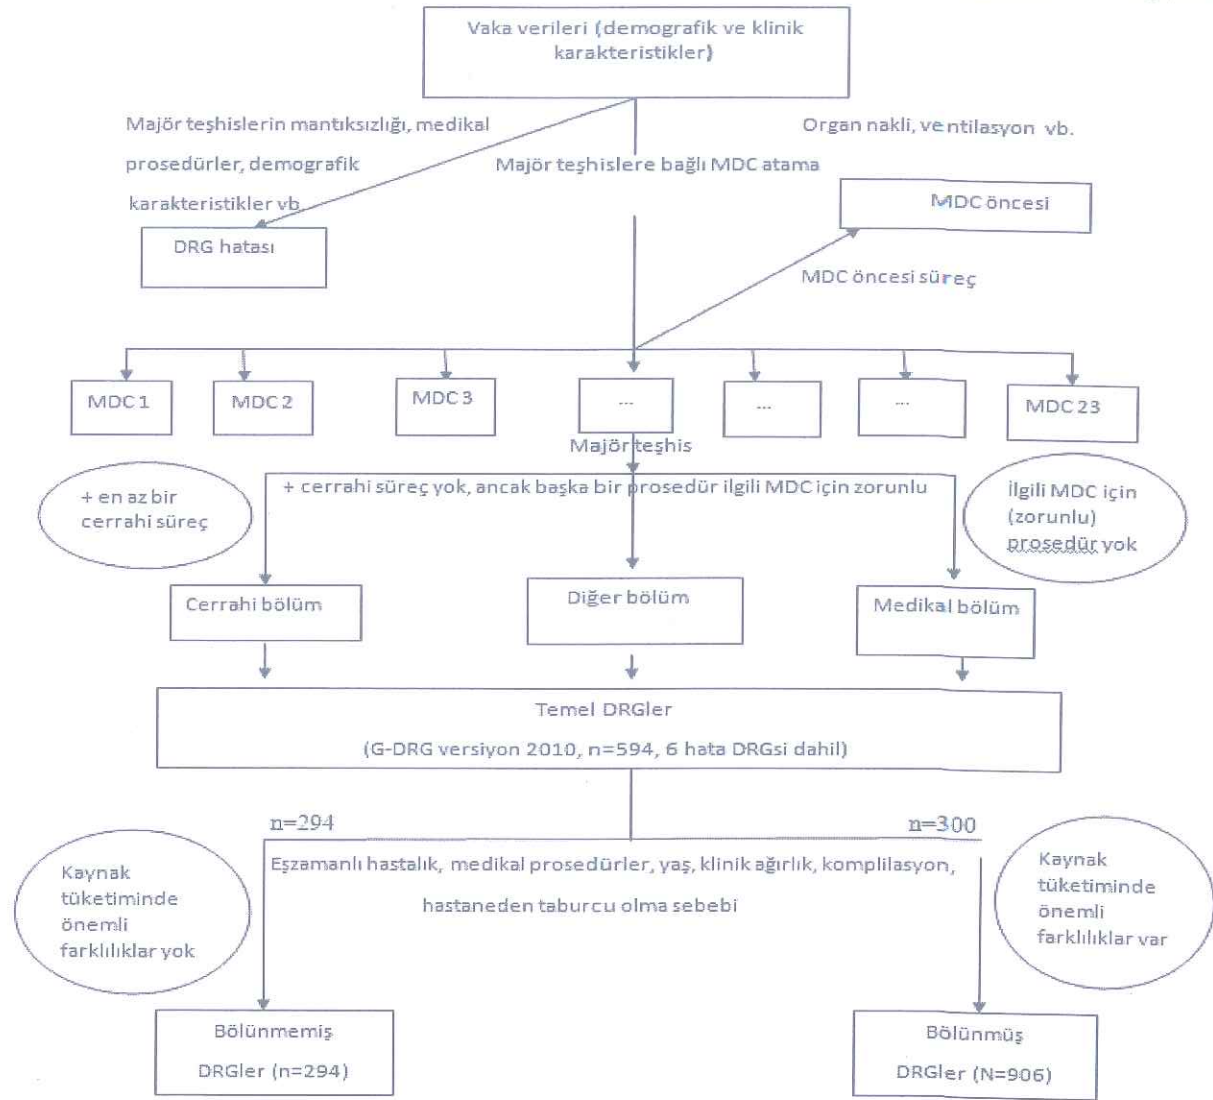 Vaka verileri (demografik ve klinik
karakteristikler)
Majör teşhislerin mantıksızlığı, medikal
prosedürler, demografik
karakteristikler vb.
Organ nakli, ventilasyon vb.
Majör teşhislere bağlı MDC atama
MDC öncesi
DRG hatası
MDC öncesi süreç
MDC 1
MDC 2
MDC 3
...
...
...
MDC 23
Majör teşhis
+ en az bir
cerrahi süreç
+ cerrahi süreç yok, ancak başka bir prosedür ilgili MDC için zorunlu
İlgili MDC için
(zorunlu)
prosedür yok
Cerrahi bölüm
Diğer bölüm
Medikal bölüm
Temel DRGler
(G-DRG versiyon 2010, n=594, 6 hata DRGsi dahil)
n=294
n=300
Kaynak
tüketiminde
önemli
farklılıklar yok
Eşzamanlı hastalık, medikal prosedürler, yaş, klinik ağırlık, komplilasyon,
hastaneden taburcu olma sebebi
Kaynak
tüketiminde
önemli
farklılıklar var
Bölünmemiş
DRGler (n=294)
Bölünmüş
DRGler (N=906)